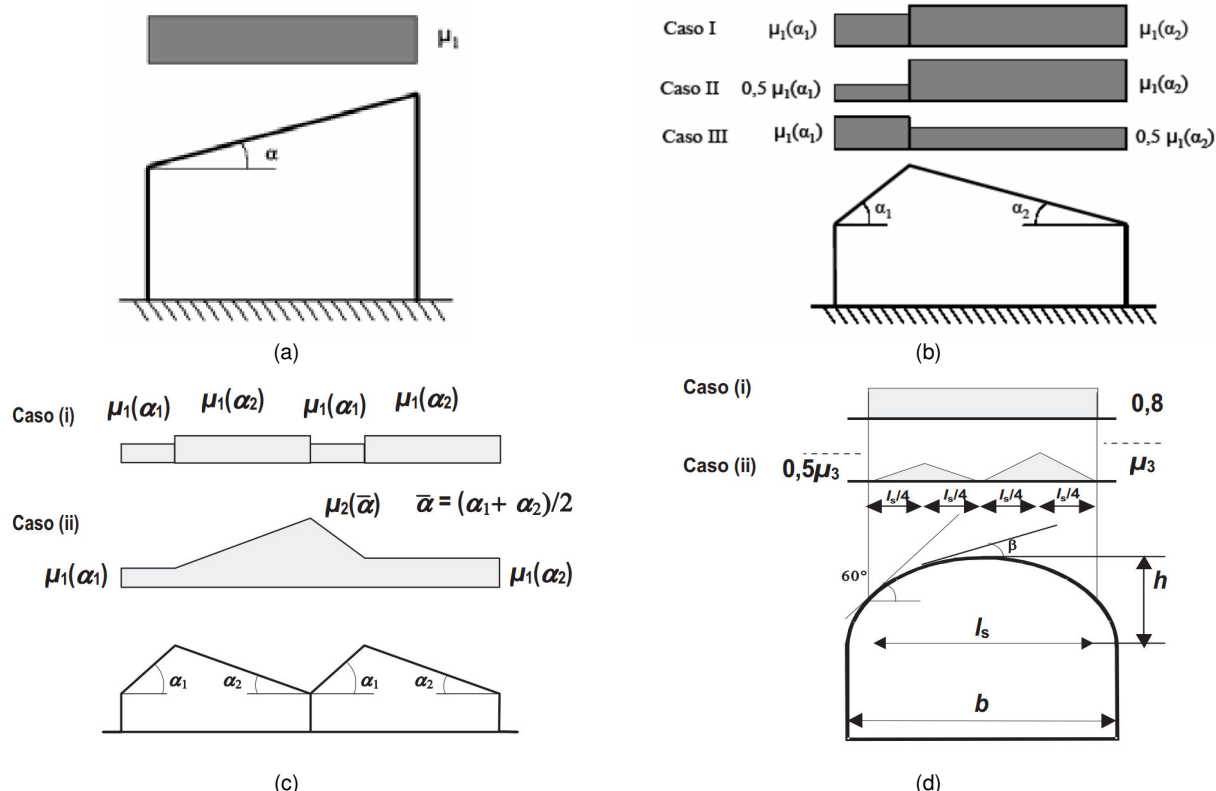 μ₁
α
(a)
Caso I μ₁(α₁) μ₁(α₂)
Caso II 0,5 μ₁(α₁) μ₁(α₂)
Caso III μ₁(α₁) 0,5 μ₁(α₂)
α₁ α₂
(b)
Caso (i) μ₁(α₁) μ₁(α₂) μ₁(α₁) μ₁(α₂)
Caso (ii) μ₂(ᾱ) ᾱ = (α₁+ α₂)/2
μ₁(α₁) μ₁(α₂)
α₁ α₂ α₁ α₂
(c)
Caso (i) 0,8
Caso (ii) 0,5μ₃ μ₃
lₛ/4 lₛ/4 lₛ/4 lₛ/4
β
60°
h
lₛ
b
(d)